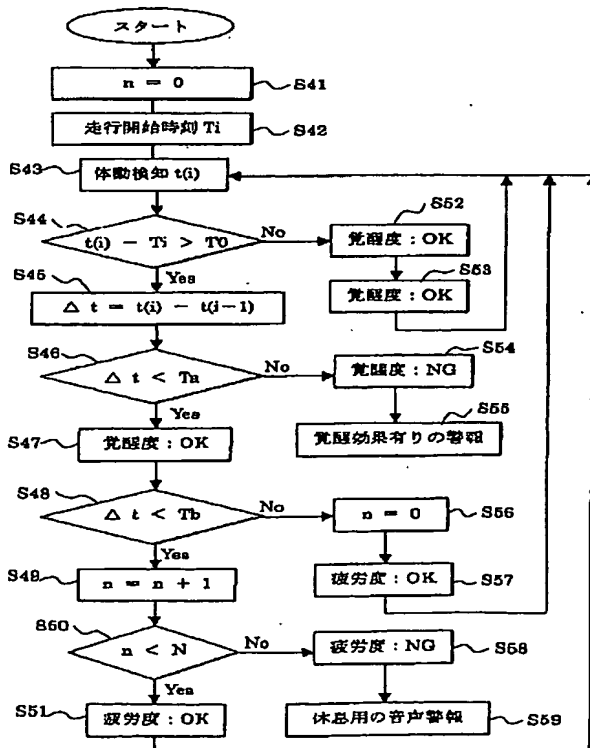 スタート
n = 0
S41
走行開始時刻 Ti
S42
S43
体動検知 t(i)
S44
t(i) - Ti > T0
No
Yes
S52
覚醒度：OK
S53
覚醒度：OK
S45
Δ t = t(i) - t(i-1)
S46
Δ t < Ta
No
Yes
S54
覚醒度：NG
S55
覚醒効果有りの警報
S47
覚醒度：OK
S48
Δ t < Tb
No
Yes
n = 0
S56
疲労度：OK
S57
S49
n = n + 1
S60
n < N
No
Yes
疲労度：NG
S58
休息用の音声警報
S59
S51
疲労度：OK